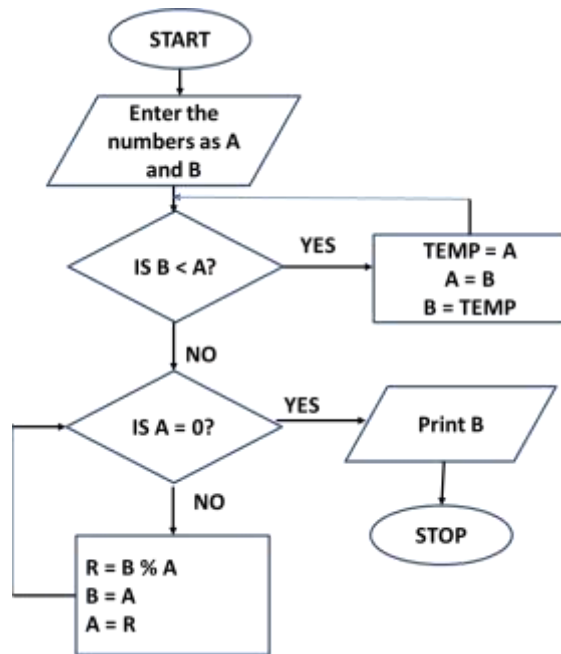 START
Enter the
numbers as A
and B
IS B < A?
YES
TEMP = A
A = B
B = TEMP
NO
IS A = 0?
YES
Print B
NO
STOP
R = B % A
B = A
A = R